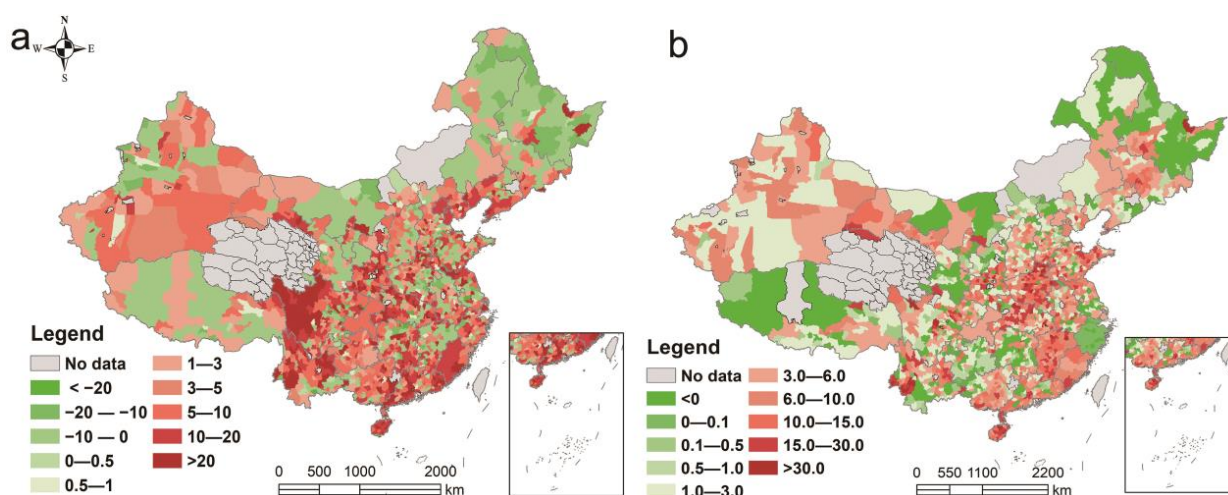 a
N
W E
S
Legend
No data
< −20
−20 — −10
−10 — 0
0—0.5
0.5—1
1—3
3—5
5—10
10—20
>20
0 500 1000 2000
km
b
Legend
No data
<0
0—0.1
0.1—0.5
0.5—1.0
1.0—3.0
3.0—6.0
6.0—10.0
10.0—15.0
15.0—30.0
>30.0
0 550 1100 2200
km